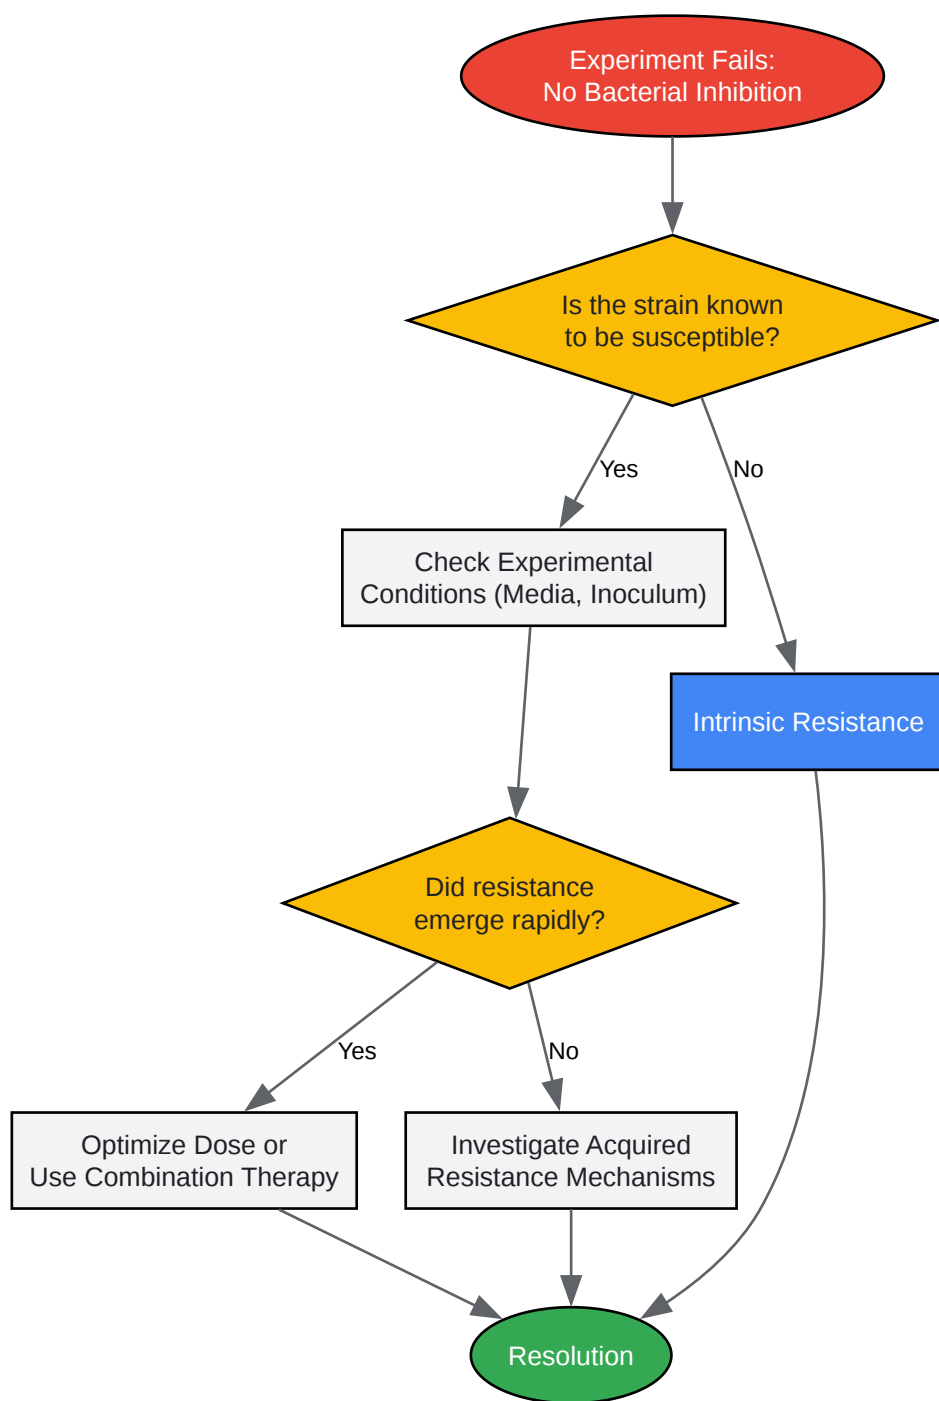 Experiment Fails:
No Bacterial Inhibition
Is the strain known
to be susceptible?
Yes
No
Check Experimental
Conditions (Media, Inoculum)
Intrinsic Resistance
Did resistance
emerge rapidly?
Yes
No
Optimize Dose or
Use Combination Therapy
Investigate Acquired
Resistance Mechanisms
Resolution